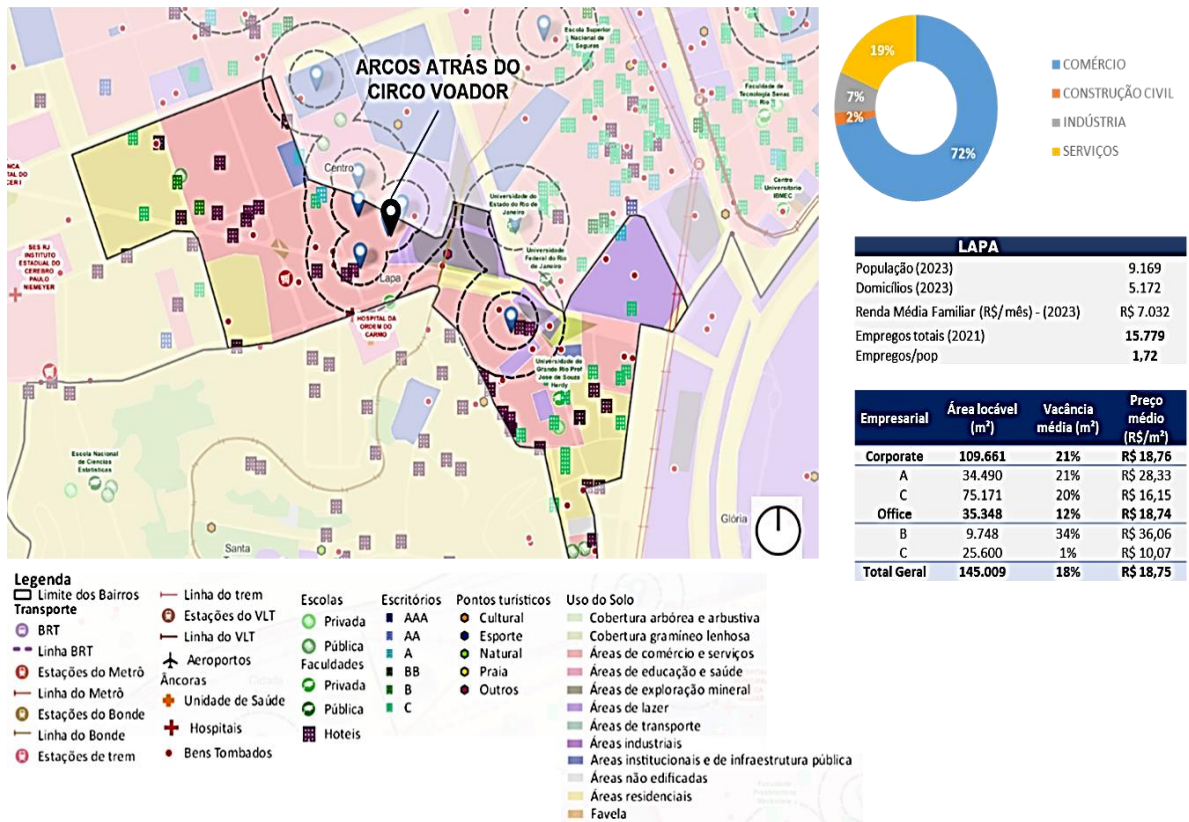 Escola Superior
Nacional de
Seguros
ARCOS ATRÁS DO
CIRCO VOADOR
Faculdade de
Tecnologia Senac
Rio
Centro
Universidade do
Estado do Rio de
Janeiro
Centro
Universitario
IBMEC
SES RJ
INSTITUTO
ESTADUAL DO
CEREBRO
PAULO
NIEMEYER
Universidade
Federal do Rio
de Janeiro
Lapa
HOSPITAL DA
ORDEM DO
CARMO
Universidade do
Grande Rio Prof
Jose de Souza
Herdy
Escola Nacional
de Ciencias
Estatísticas
Glória
Santa
19%
7%
2%
72%
COMÉRCIO
CONSTRUÇÃO CIVIL
INDÚSTRIA
SERVIÇOS
LAPA
População (2023) 9.169
Domicílios (2023) 5.172
Renda Média Familiar (R$/ mês) - (2023) R$ 7.032
Empregos totais (2021) 15.779
Empregos/pop 1,72
Empresarial Área locável (m²) Vacância média (m²) Preço médio (R$/m²)
Corporate 109.661 21% R$ 18,76
A 34.490 21% R$ 28,33
C 75.171 20% R$ 16,15
Office 35.348 12% R$ 18,74
B 9.748 34% R$ 36,06
C 25.600 1% R$ 10,07
Total Geral 145.009 18% R$ 18,75
Legenda
Limite dos Bairros
Transporte
BRT
Linha BRT
Estações do Metrô
Linha do Metrô
Estações do Bonde
Linha do Bonde
Estações de trem
Linha do trem
Estações do VLT
Linha do VLT
Aeroportos
Âncoras
Unidade de Saúde
Hospitais
Bens Tombados
Escolas
Privada
Pública
Faculdades
Privada
Pública
Hoteis
Escritórios
AAA
AA
A
BB
B
C
Pontos turísticos
Cultural
Esporte
Natural
Praia
Outros
Uso do Solo
Cobertura arbórea e arbustiva
Cobertura gramíneo lenhosa
Áreas de comércio e serviços
Áreas de educação e saúde
Áreas de exploração mineral
Áreas de lazer
Áreas de transporte
Áreas industriais
Áreas institucionais e de infraestrutura pública
Áreas não edificadas
Áreas residenciais
Favela